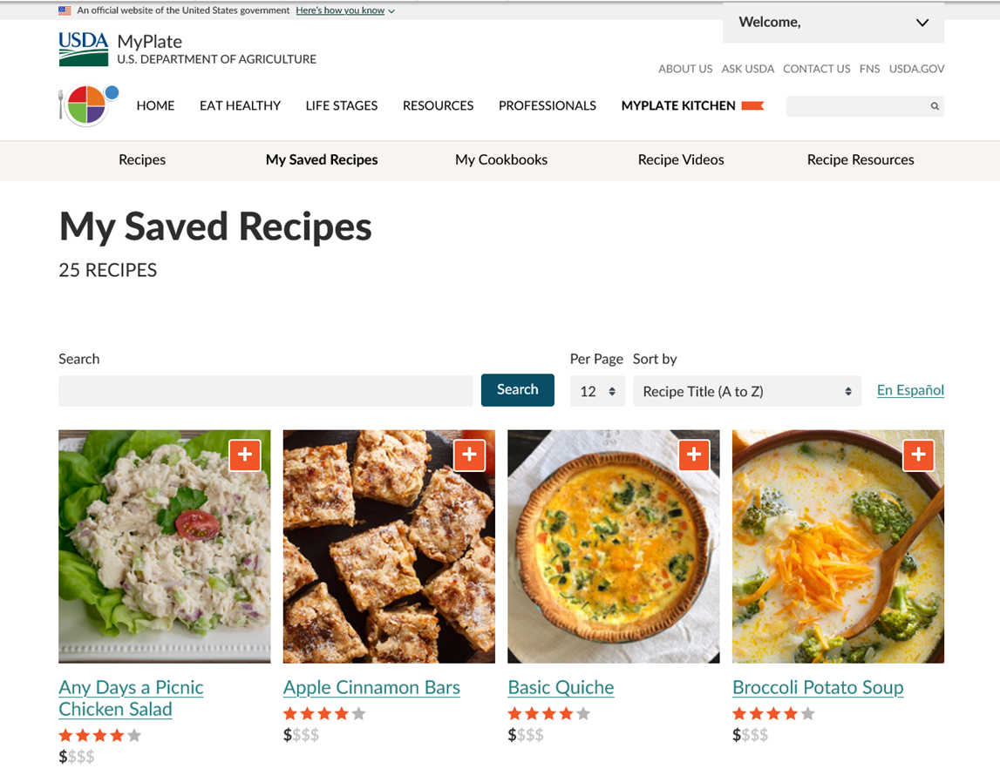 An official website of the United States government Here's how you know
Welcome,
USDA MyPlate
U.S. DEPARTMENT OF AGRICULTURE
ABOUT US ASK USDA CONTACT US FNS USDA.GOV
HOME EAT HEALTHY LIFE STAGES RESOURCES PROFESSIONALS MYPLATE KITCHEN
Recipes My Saved Recipes My Cookbooks Recipe Videos Recipe Resources
My Saved Recipes
25 RECIPES
Search Per Page Sort by
Search 12 Recipe Title (A to Z) En Español
+ + + +
Any Days a Picnic
Chicken Salad
$$$$
Apple Cinnamon Bars
$$$$
Basic Quiche
$$$$
Broccoli Potato Soup
$$$$